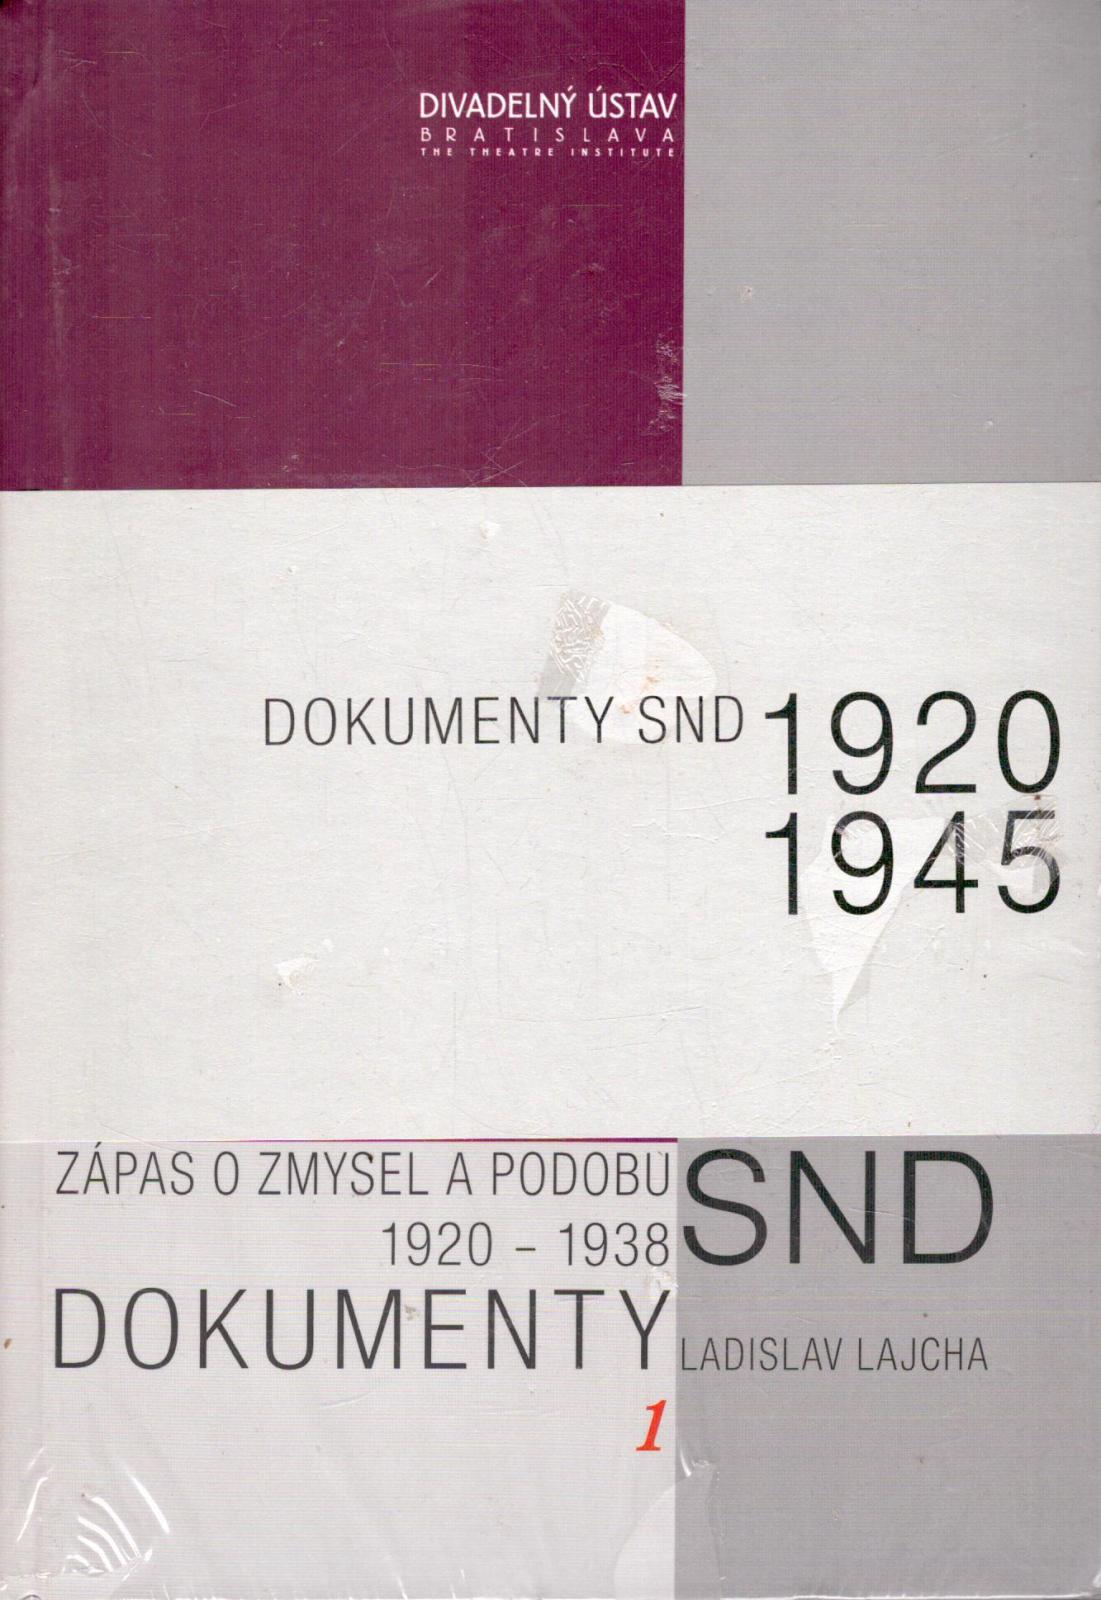 DIVADELNÝ ÚSTAV
BRATISLAVA
THE THEATRE INSTITUTE
DOKUMENTY SND 1920
1945
ZÁPAS O ZMYSEL A PODOBU SND
1920 - 1938
DOKUMENTY
LADISLAV LAJCHA
1